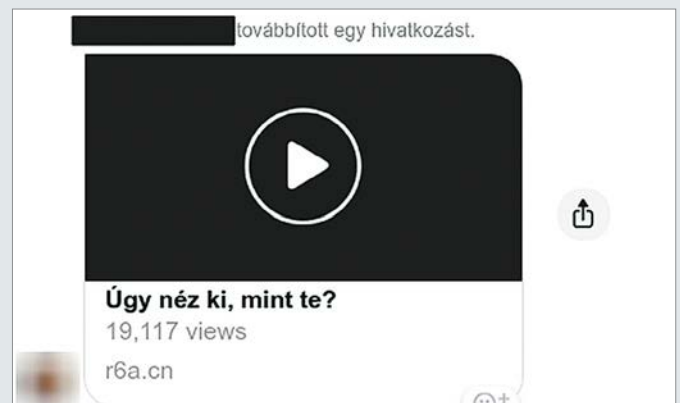 továbbított egy hivatkozást.
Úgy néz ki, mint te?
19,117 views
r6a.cn